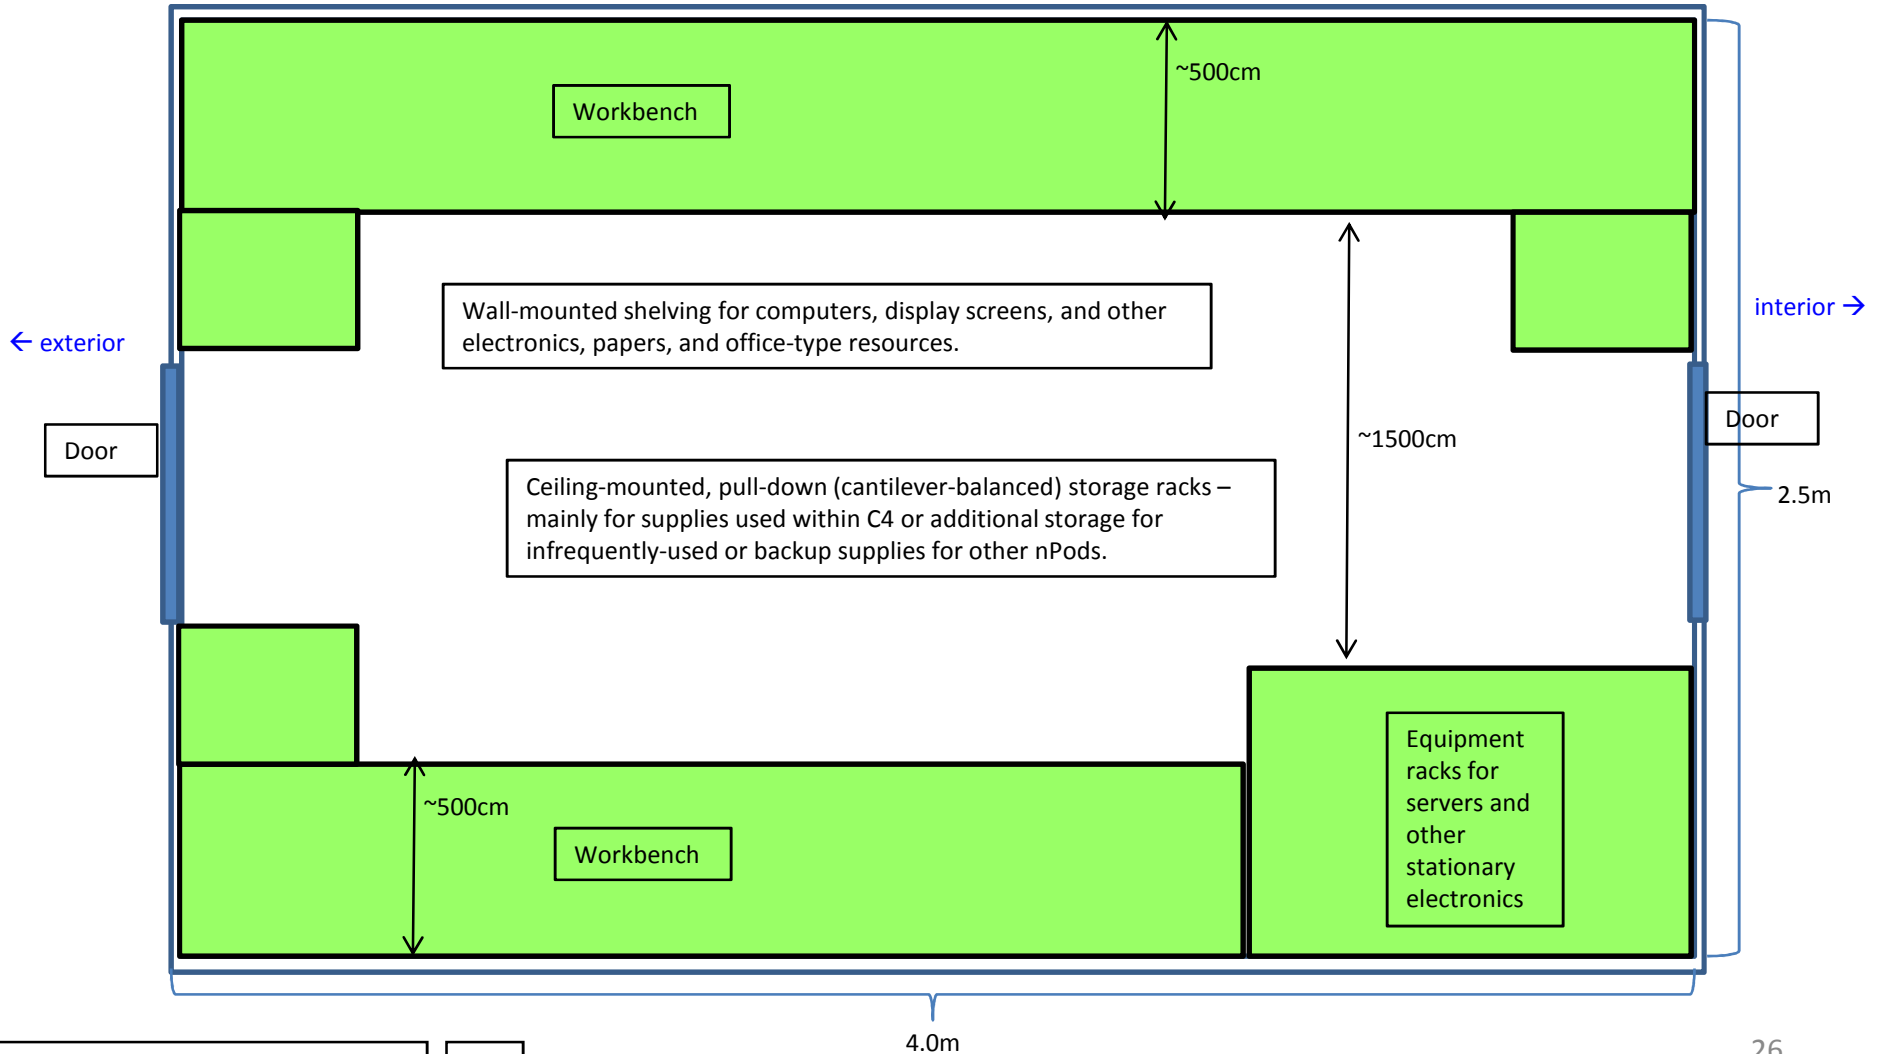 ~500cm
Workbench
Wall-mounted shelving for computers, display screens, and other
electronics, papers, and office-type resources.
interior →
← exterior
Door
Door
~1500cm
Ceiling-mounted, pull-down (cantilever-balanced) storage racks –
mainly for supplies used within C4 or additional storage for
infrequently-used or backup supplies for other nPods.
2.5m
Equipment
racks for
servers and
other
stationary
electronics
~500cm
Workbench
4.0m
26